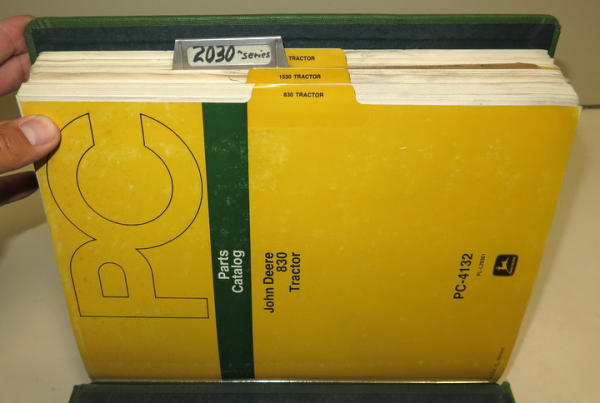 2030 "series
TRACTOR
1530 TRACTOR
830 TRACTOR
PC
Parts
Catalog
John Deere
830
Tractor
PC-4132